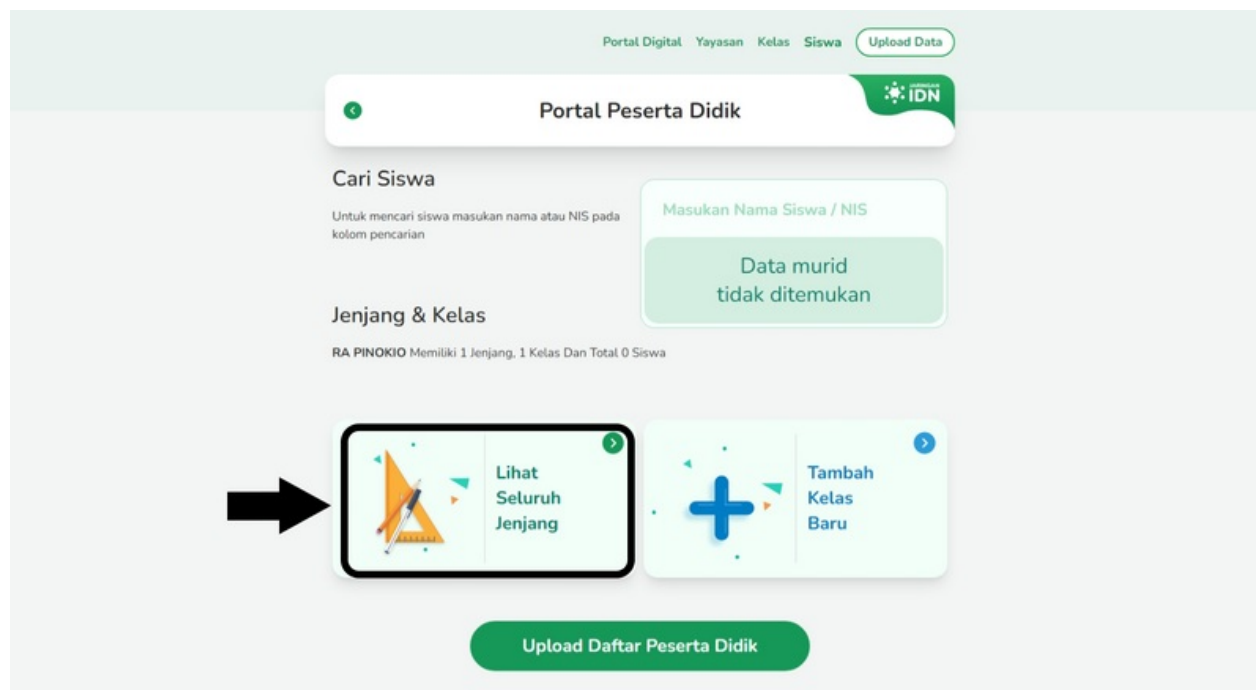 Portal Digital Yayasan Kelas Siswa Upload Data
IDN
Portal Peserta Didik
Cari Siswa
Untuk mencari siswa masukan nama atau NIS pada
kolom pencarian
Masukan Nama Siswa / NIS
Data murid
tidak ditemukan
Jenjang & Kelas
RA PINOKIO Memiliki 1 Jenjang, 1 Kelas Dan Total 0 Siswa
Lihat
Seluruh
Jenjang
Tambah
Kelas
Baru
Upload Daftar Peserta Didik